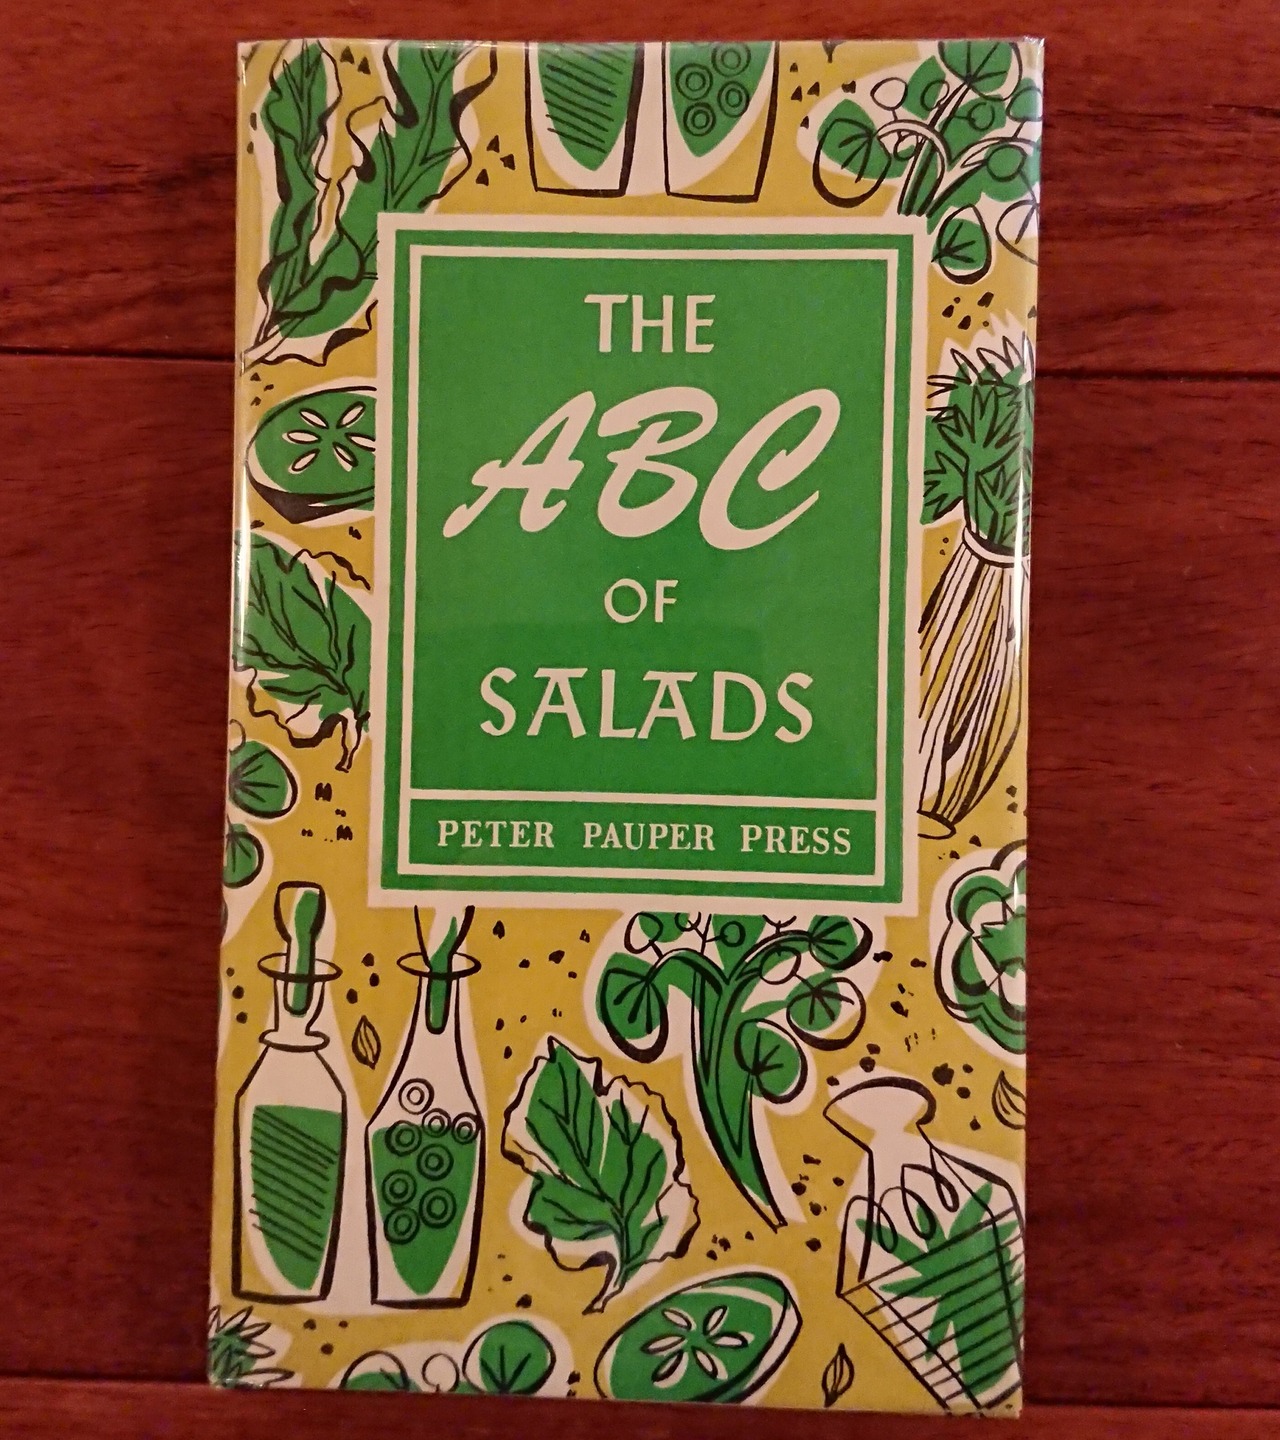 THE
ABC
OF
SALADS
PETER PAUPER PRESS